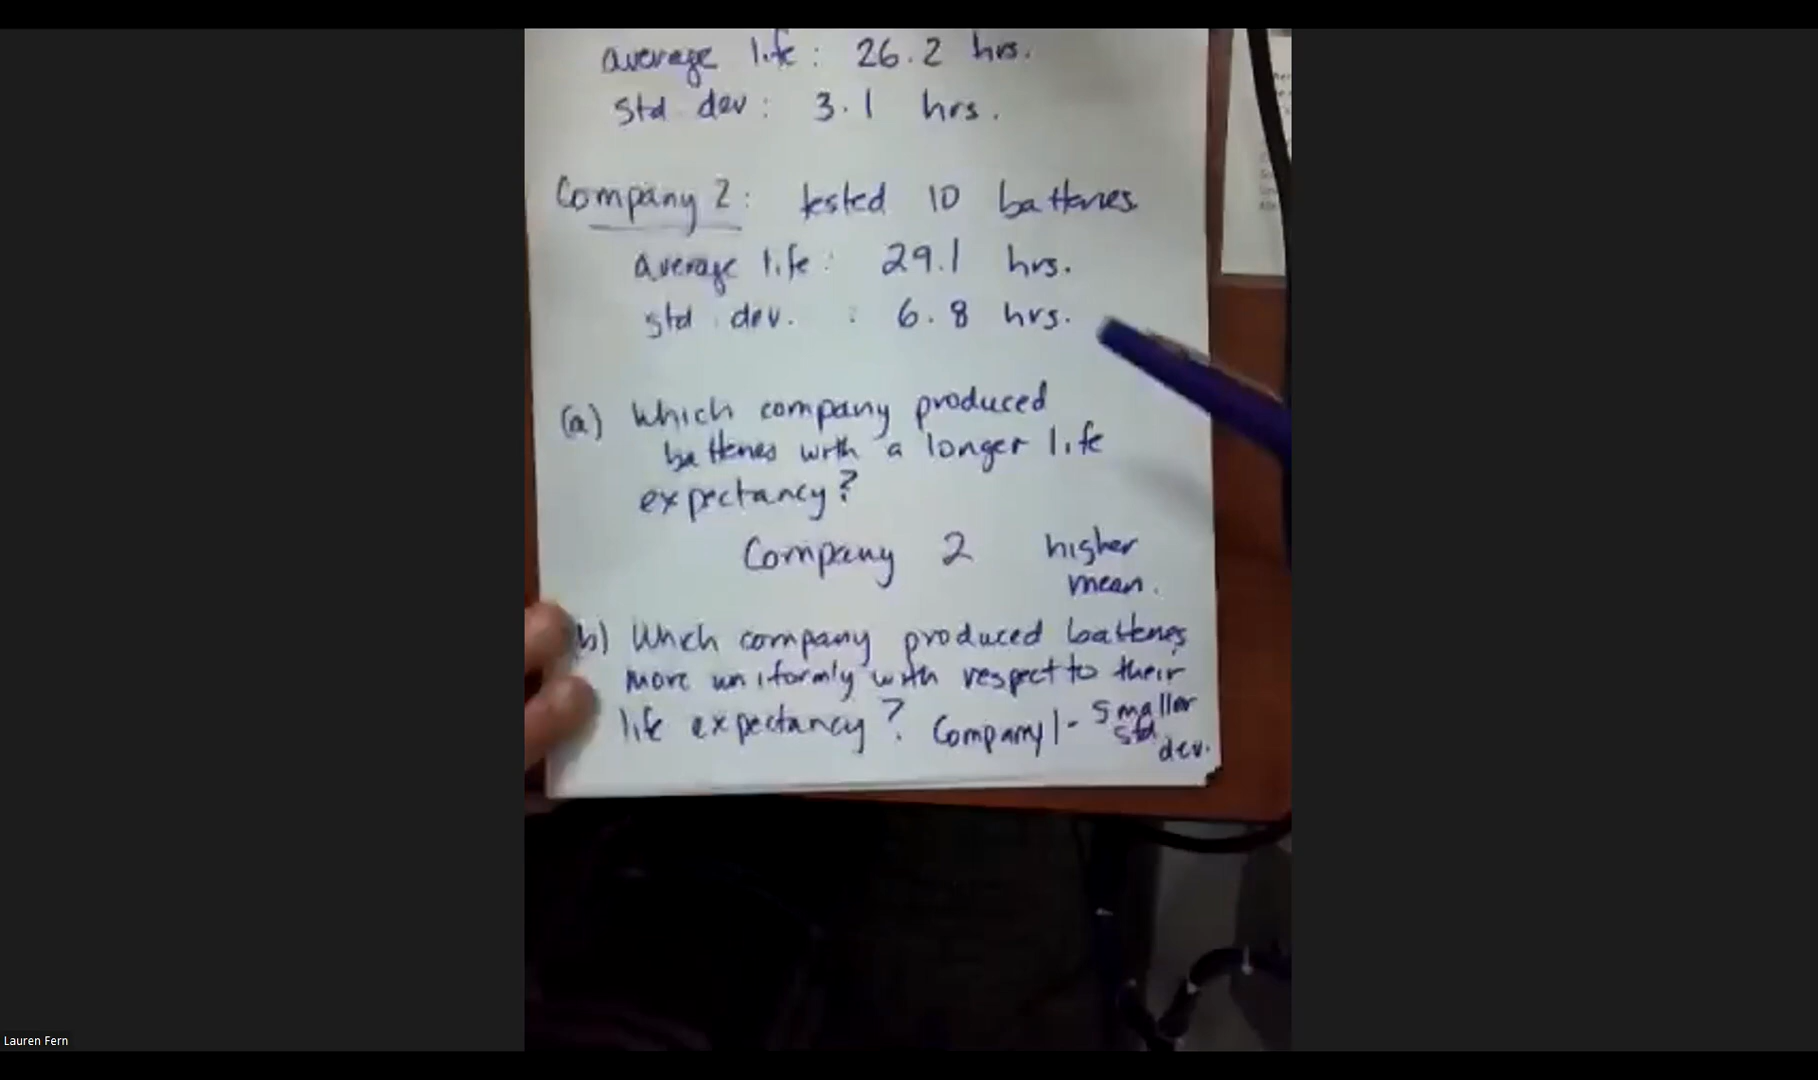 average life: 26.2 hrs.
std dev: 3.1 hrs.
Company 2: tested 10 batteries
average life: 29.1 hrs.
std dev. : 6.8 hrs.
(a) Which company produced
batteries with a longer life
expectancy?
Company 2 higher
mean.
(b) Which company produced batteries
more uniformly with respect to their
life expectancy? Company 1 - smaller
std
dev.
Lauren Fern